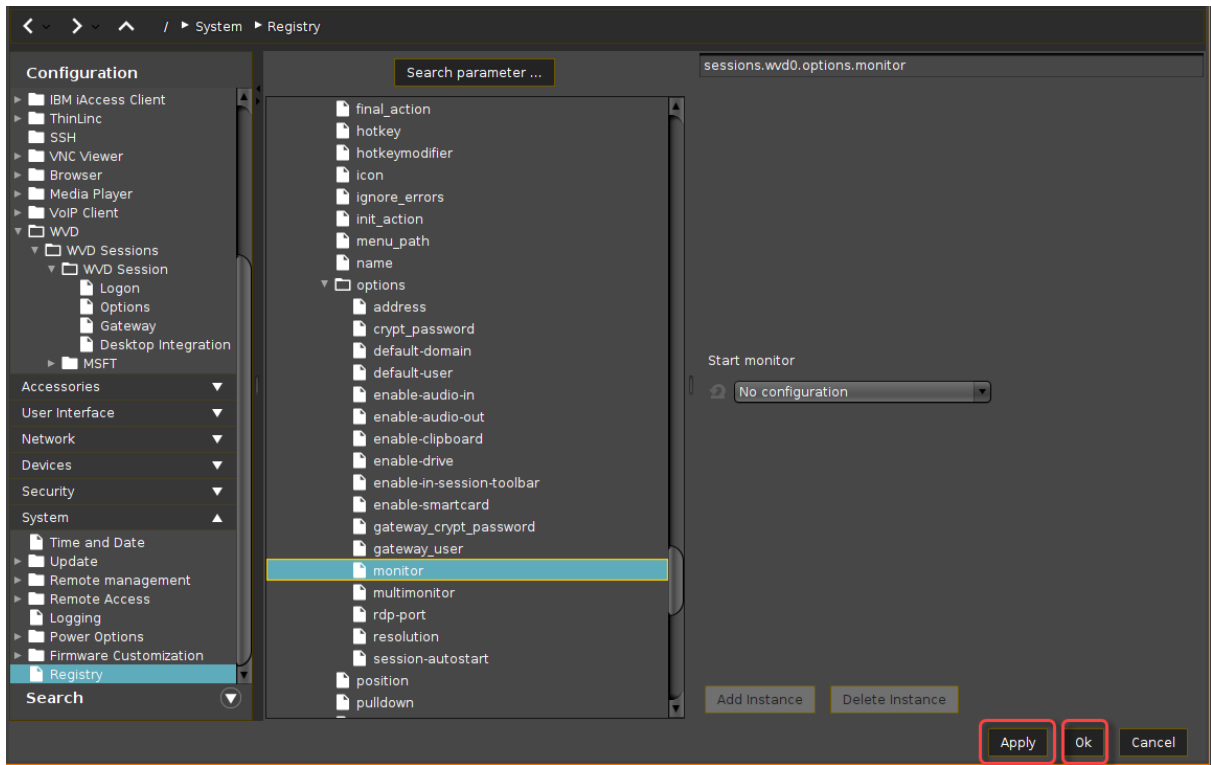 / System Registry
Configuration
IBM iAccess Client
ThinLinc
SSH
VNC Viewer
Browser
Media Player
VoIP Client
WVD
WVD Sessions
WVD Session
Logon
Options
Gateway
Desktop Integration
MSFT
Accessories
User Interface
Network
Devices
Security
System
Time and Date
Update
Remote management
Remote Access
Logging
Power Options
Firmware Customization
Registry
Search
Search parameter ...
final_action
hotkey
hotkeymodifier
icon
ignore_errors
init_action
menu_path
name
options
address
crypt_password
default-domain
default-user
enable-audio-in
enable-audio-out
enable-clipboard
enable-drive
enable-in-session-toolbar
enable-smartcard
gateway_crypt_password
gateway_user
monitor
multimonitor
rdp-port
resolution
session-autostart
position
pulldown
sessions.wvd0.options.monitor
Start monitor
No configuration
Add Instance Delete Instance
Apply Ok Cancel